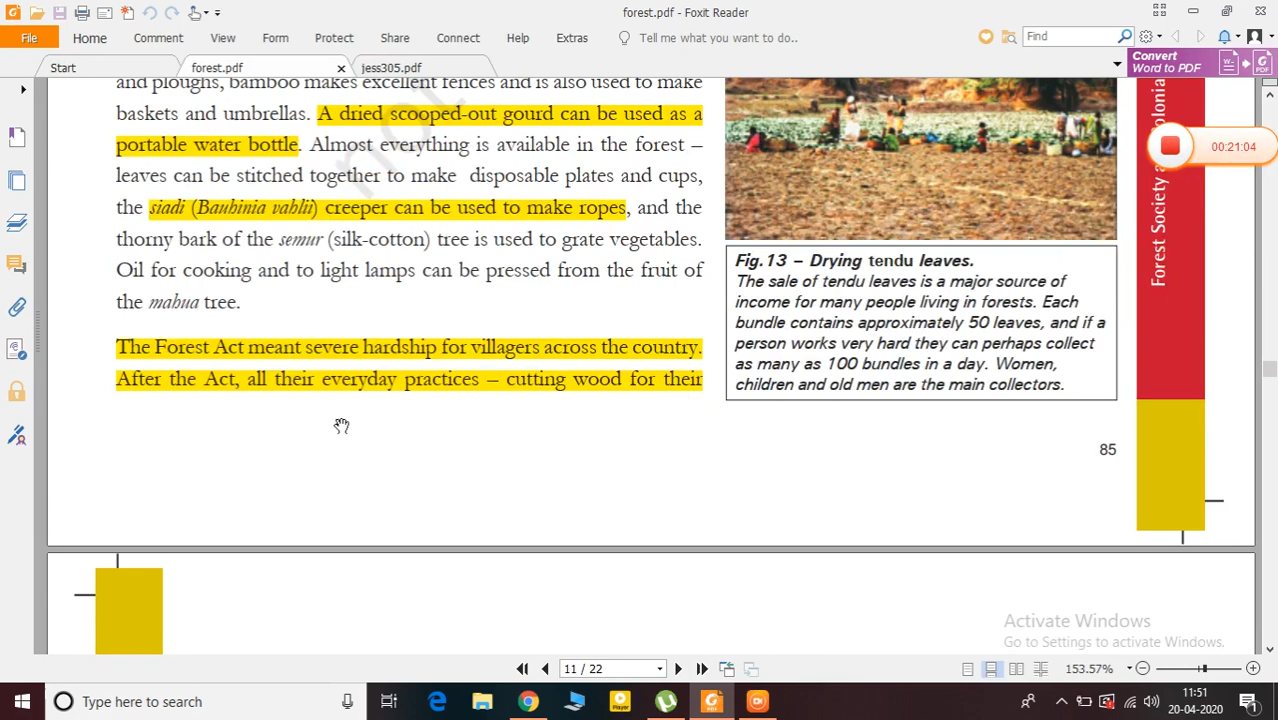 forest.pdf - Foxit Reader
File Home Comment View Form Protect Share Connect Help Extras Tell me what you want to do.. Find
Start forest.pdf jess305.pdf
Convert
Word to PDF
and ploughs, bamboo makes excellent fences and is also used to make
baskets and umbrellas. A dried scooped-out gourd can be used as a
portable water bottle. Almost everything is available in the forest –
leaves can be stitched together to make disposable plates and cups,
the siadi (Bauhinia vahlii) creeper can be used to make ropes, and the
thorny bark of the semur (silk-cotton) tree is used to grate vegetables.
Oil for cooking and to light lamps can be pressed from the fruit of
the mahua tree.
The Forest Act meant severe hardship for villagers across the country.
After the Act, all their everyday practices – cutting wood for their
not
Fig.13 – Drying tendu leaves.
The sale of tendu leaves is a major source of
income for many people living in forests. Each
bundle contains approximately 50 leaves, and if a
person works very hard they can perhaps collect
as many as 100 bundles in a day. Women,
children and old men are the main collectors.
Forest Society a
olonia
00:21:04
85
Activate Windows
Go to Settings to activate Windows.
11 / 22
153.57%
Type here to search
Player
PDF
11:51
20-04-2020
1